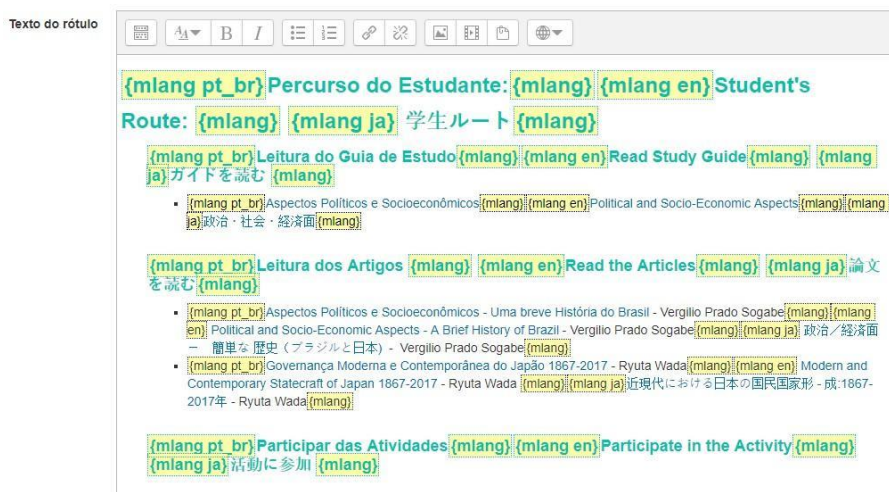 Texto do rótulo
{mlang pt_br}Percurso do Estudante: {mlang} {mlang en}Student's
Route: {mlang} {mlang ja} 学生ルート{mlang}
{mlang pt_br}Leitura do Guia de Estudo{mlang} {mlang en}Read Study Guide{mlang} {mlang
ja}ガイドを読む {mlang}
{mlang pt_br}Aspectos Políticos e Socioeconômicos{mlang}{mlang en}Political and Socio-Economic Aspects{mlang}{mlang
ja}政治・社会・経済面{mlang}
{mlang pt_br}Leitura dos Artigos {mlang} {mlang en}Read the Articles{mlang} {mlang ja}論文
を読む{mlang}
{mlang pt_br}Aspectos Políticos e Socioeconômicos - Uma breve História do Brasil - Vergilio Prado Sogabe{mlang}{mlang
en} Political and Socio-Economic Aspects - A Brief History of Brazil - Vergilio Prado Sogabe{mlang}{mlang ja} 政治／経済面
－ 簡単な 歴史（ブラジルと日本) - Vergilio Prado Sogabe{mlang}
{mlang pt_br}Governança Moderna e Contemporânea do Japão 1867-2017 - Ryuta Wada{mlang}{mlang en} Modern and
Contemporary Statecraft of Japan 1867-2017 - Ryuta Wada {mlang}{mlang ja}近現代における日本の国民国家形 - 成:1867-
2017年 - Ryuta Wada{mlang}
{mlang pt_br}Participar das Atividades{mlang} {mlang en}Participate in the Activity{mlang}
{mlang ja}活動に参加 {mlang}